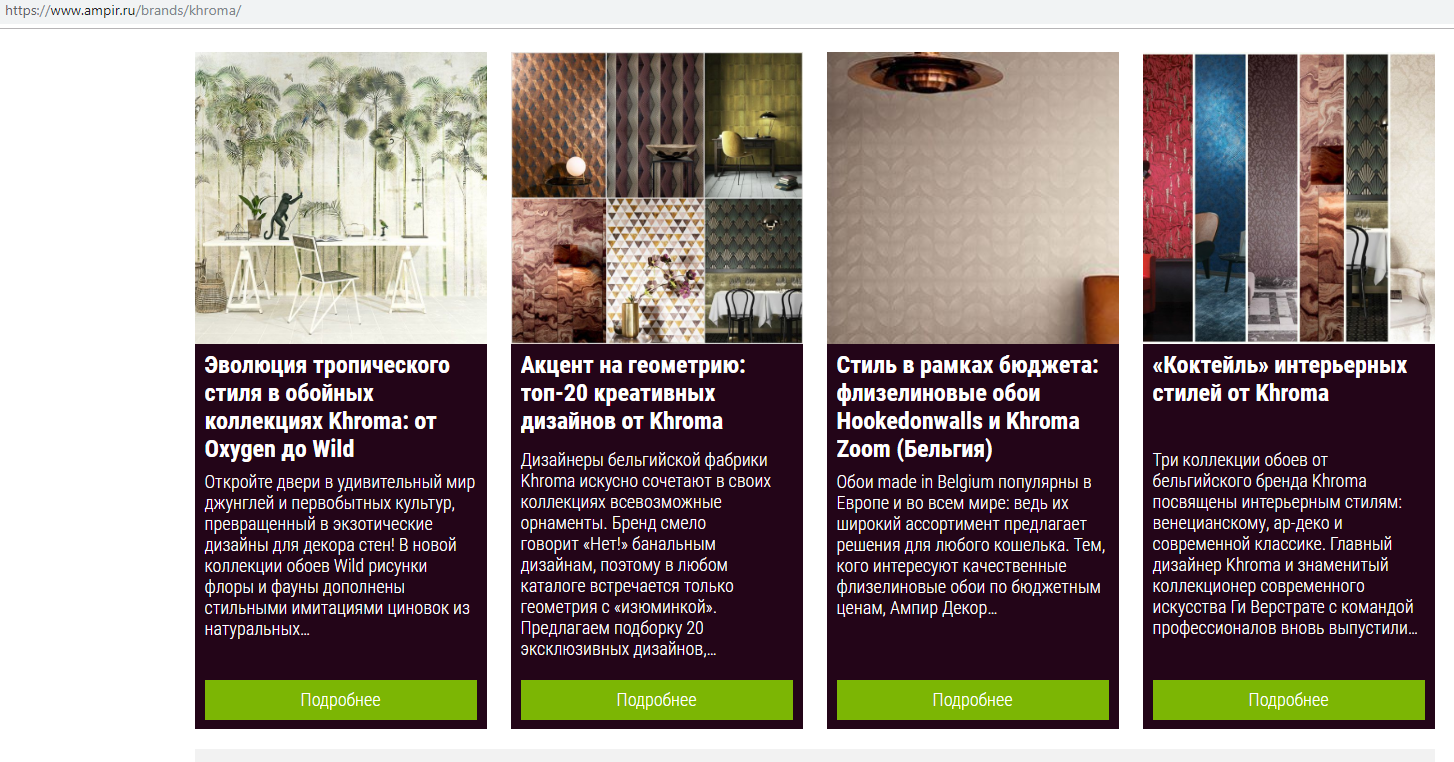 https://www.ampir.ru/brands/khroma/
Эволюция тропического
стиля в обойных
коллекциях Khroma: от
Oxygen до Wild
Откройте двери в удивительный мир
джунглей и первобытных культур,
превращенный в экзотические
дизайны для декора стен! В новой
коллекции обоев Wild рисунки
флоры и фауны дополнены
стильными имитациями циновок из
натуральных...
Подробнее
Акцент на геометрию:
топ-20 креативных
дизайнов от Khroma
Дизайнеры бельгийской фабрики
Khroma искусно сочетают в своих
коллекциях всевозможные
орнаменты. Бренд смело
говорит «Нет!» банальным
дизайнам, поэтому в любом
каталоге встречается только
геометрия с «изюминкой».
Предлагаем подборку 20
эксклюзивных дизайнов,...
Подробнее
Стиль в рамках бюджета:
флизелиновые обои
Hookedonwalls и Khroma
Zoom (Бельгия)
Обои made in Belgium популярны в
Европе и во всем мире: ведь их
широкий ассортимент предлагает
решения для любого кошелька. Тем,
кого интересуют качественные
флизелиновые обои по бюджетным
ценам, Ампир Декор...
Подробнее
«Коктейль» интерьерных
стилей от Khroma
Три коллекции обоев от
бельгийского бренда Khroma
посвящены интерьерным стилям:
венецианскому, ар-деко и
современной классике. Главный
дизайнер Khroma и знаменитый
коллекционер современного
искусства Ги Верстрате с командой
профессионалов вновь выпустили...
Подробнее